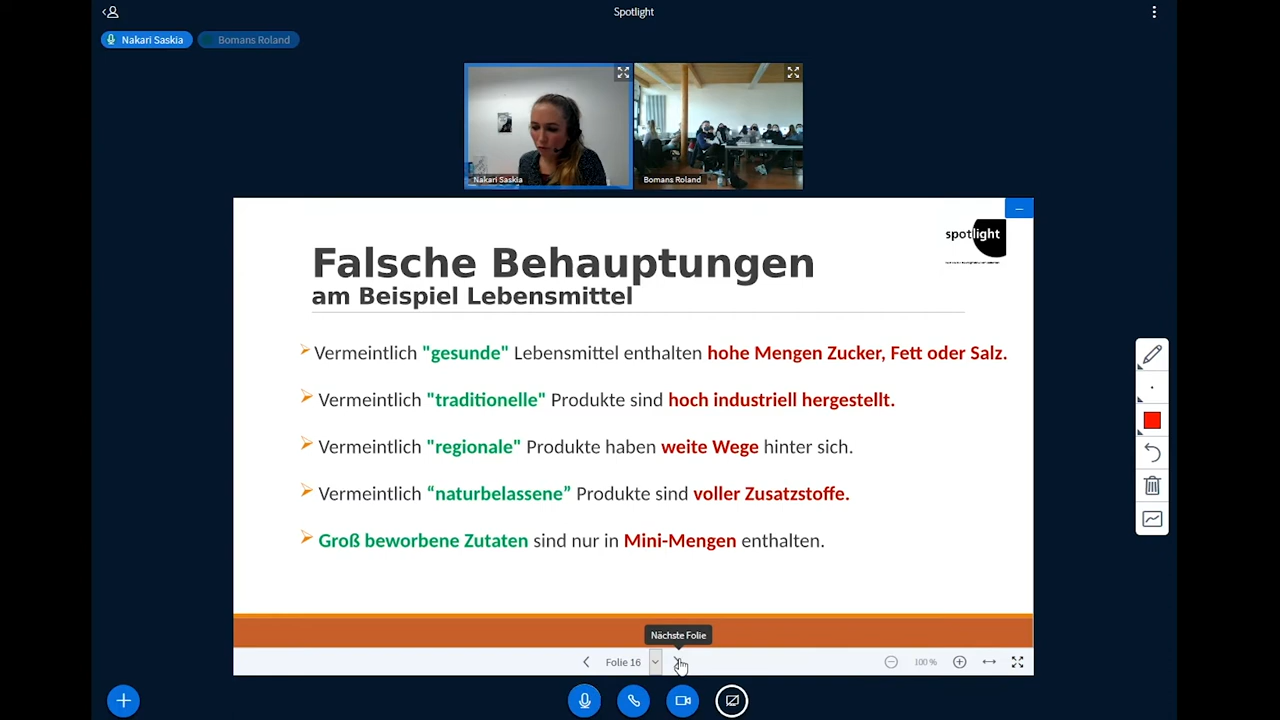 Spotlight
Nakari Saskia
Bomans Roland
Nakari Saskia
Bomans Roland
spotlight
Falsche Behauptungen
am Beispiel Lebensmittel
Vermeintlich "gesunde" Lebensmittel enthalten hohe Mengen Zucker, Fett oder Salz.
Vermeintlich "traditionelle" Produkte sind hoch industriell hergestellt.
Vermeintlich "regionale" Produkte haben weite Wege hinter sich.
Vermeintlich “naturbelassene” Produkte sind voller Zusatzstoffe.
Groß beworbene Zutaten sind nur in Mini-Mengen enthalten.
Nächste Folie
Folie 16
100 %